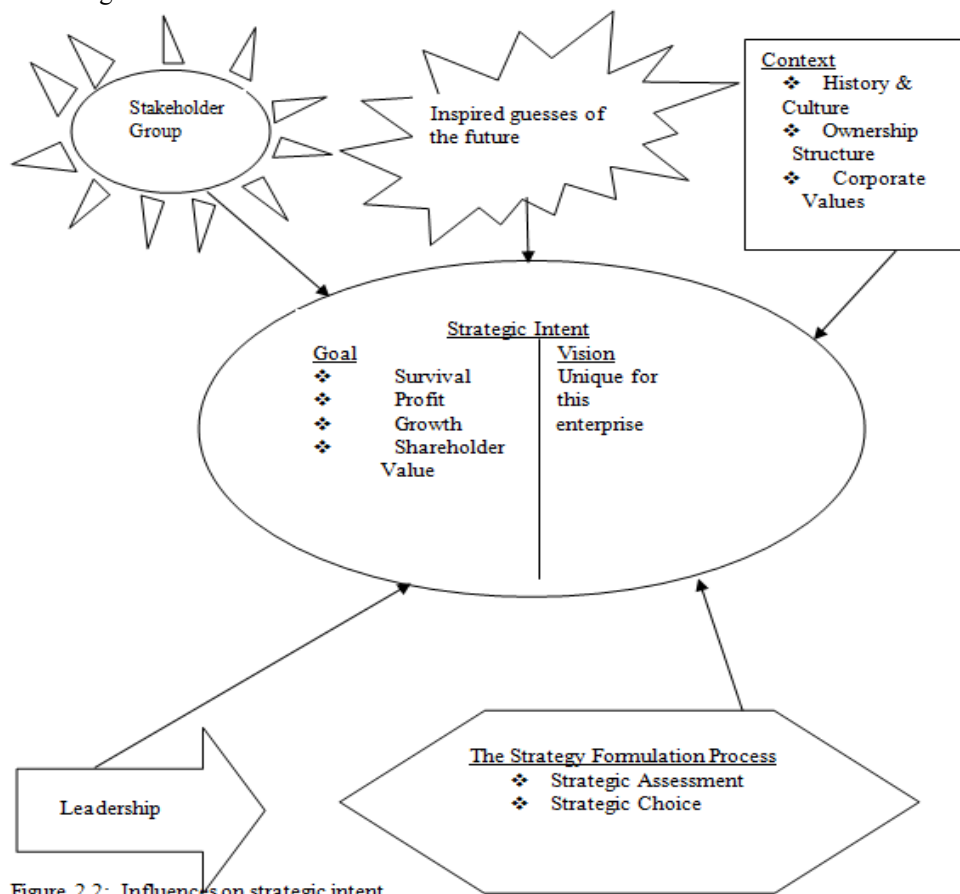 Stakeholder
Group
Inspired guesses of
the future
Context
❖ History &
Culture
❖ Ownership
Structure
❖ Corporate
Values
Strategic Intent
Goal
❖ Survival
❖ Profit
❖ Growth
❖ Shareholder
Value
Vision
Unique for
this
enterprise
Leadership
The Strategy Formulation Process
❖ Strategic Assessment
❖ Strategic Choice
Figure 2.2: Influences on strategic intent